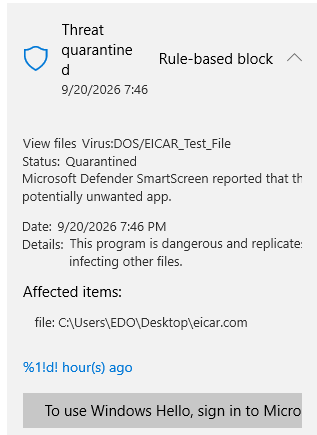 Threat
quarantine
d
Rule-based block
9/20/2026 7:46
View files Virus:DOS/EICAR_Test_File
Status: Quarantined
Microsoft Defender SmartScreen reported that th
potentially unwanted app.
Date: 9/20/2026 7:46 PM
Details: This program is dangerous and replicates
infecting other files.
Affected items:
file: C:\Users\EDO\Desktop\eicar.com
%1!d! hour(s) ago
To use Windows Hello, sign in to Micro